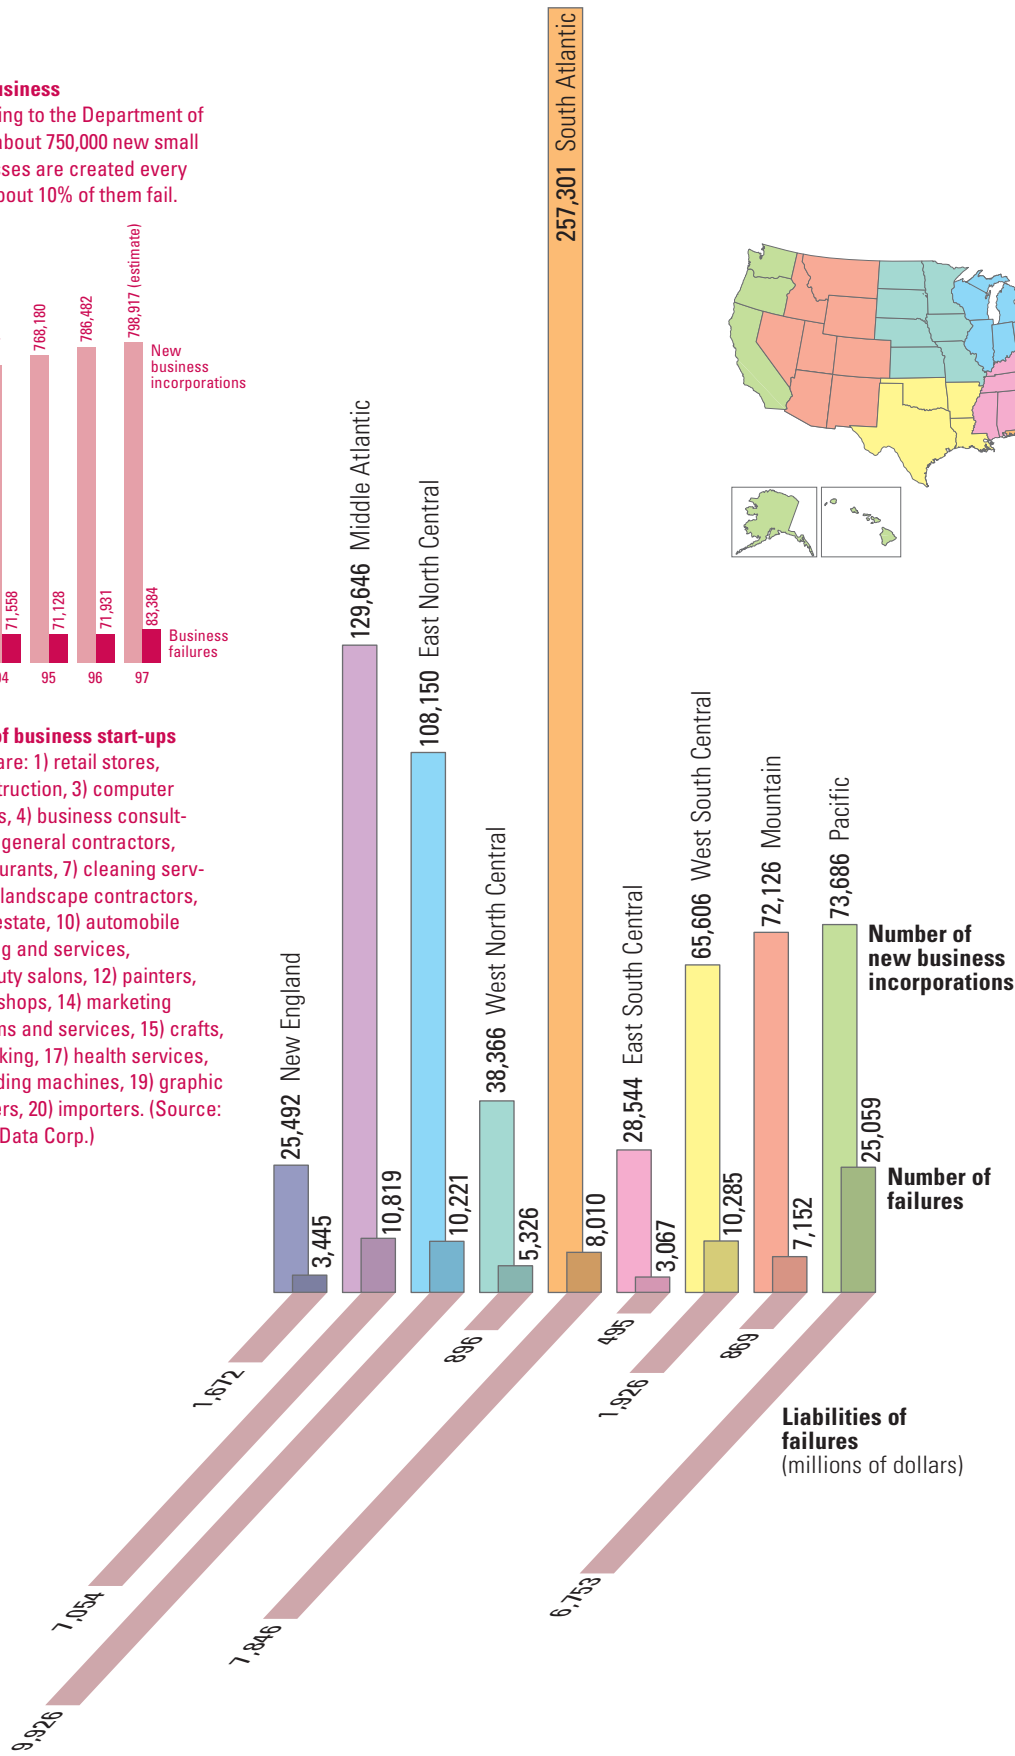 usiness
ing to the Department of
about 750,000 new small
sses are created every
bout 10% of them fail.
768,180
786,482
798,917 (estimate)
New
business
incorporations
71,558
71,128
71,931
83,384
Business
failures
94
95
96
97
of business start-ups
are: 1) retail stores,
truction, 3) computer
s, 4) business consult-
general contractors,
urants, 7) cleaning serv-
landscape contractors,
estate, 10) automobile
g and services,
uty salons, 12) painters,
shops, 14) marketing
ms and services, 15) crafts,
king, 17) health services,
ding machines, 19) graphic
ers, 20) importers. (Source:
Data Corp.)
25,492 New England
129,646 Middle Atlantic
108,150 East North Central
38,366 West North Central
257,301 South Atlantic
28,544 East South Central
65,606 West South Central
72,126 Mountain
73,686 Pacific
Number of
new business
incorporations
3,445
10,819
10,221
5,326
8,010
3,067
10,285
7,152
25,059
Number of
failures
1,672
9,926
7,054
896
7,846
495
1,926
869
6,753
Liabilities of
failures
(millions of dollars)